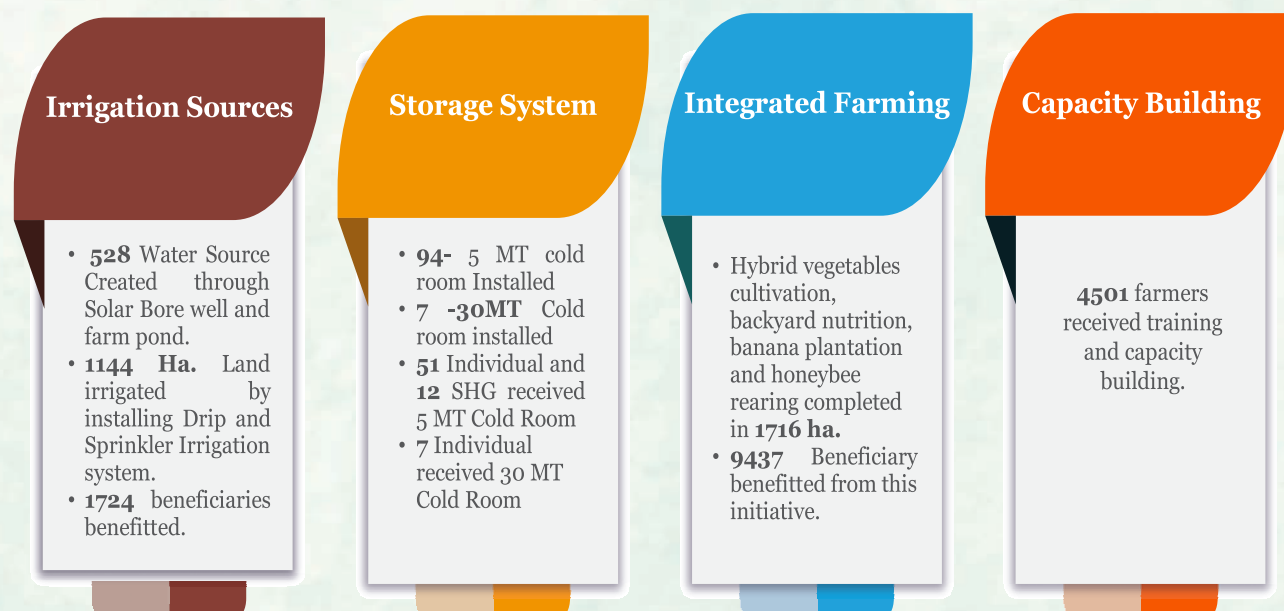 Irrigation Sources
• 528 Water Source
Created through
Solar Bore well and
farm pond.
• 1144 Ha. Land
irrigated by
installing Drip and
Sprinkler Irrigation
system.
• 1724 beneficiaries
benefitted.
Storage System
• 94- 5 MT cold
room Installed
• 7 -30MT Cold
room installed
• 51 Individual and
12 SHG received
5 MT Cold Room
• 7 Individual
received 30 MT
Cold Room
Integrated Farming
• Hybrid vegetables
cultivation,
backyard nutrition,
banana plantation
and honeybee
rearing completed
in 1716 ha.
• 9437 Beneficiary
benefitted from this
initiative.
Capacity Building
4501 farmers
received training
and capacity
building.